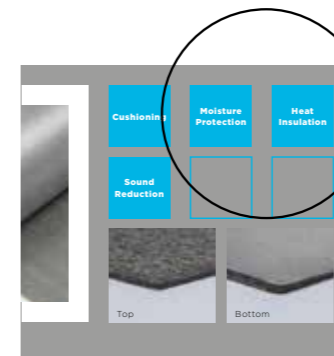 Cushioning
Moisture
Protection
Heat
Insulation
Sound
Reduction
Top
Bottom